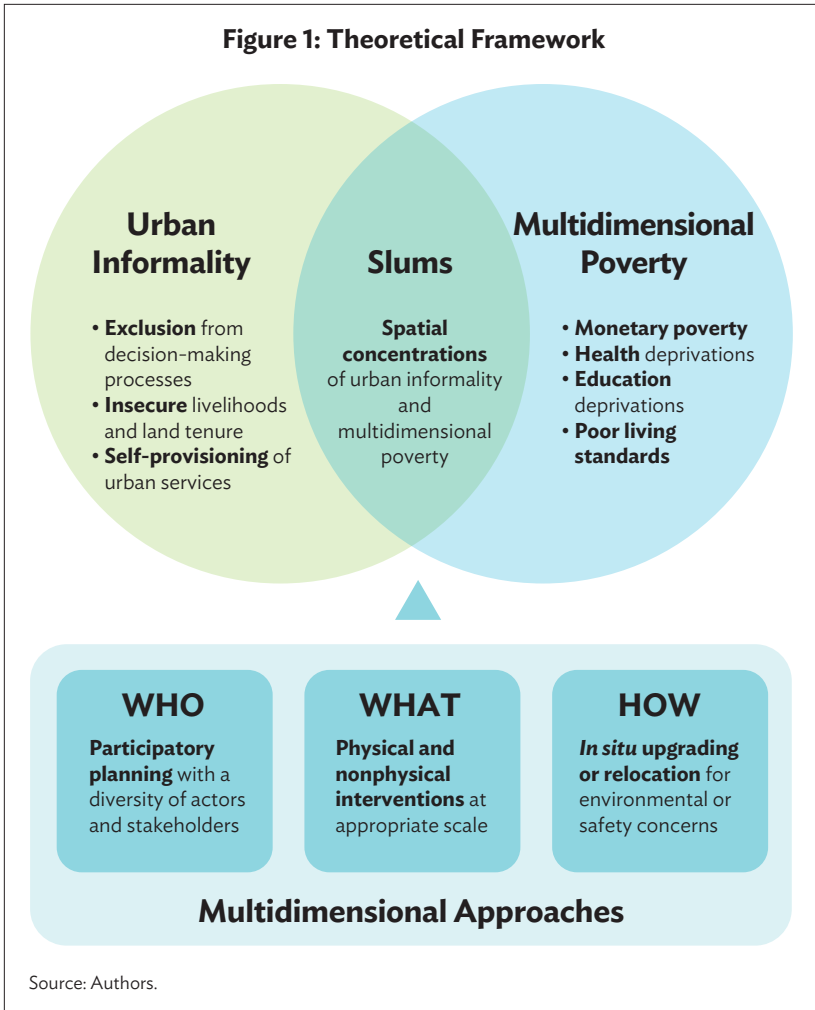 Figure 1: Theoretical Framework
Urban
Informality
• Exclusion from
decision-making
processes
• Insecure livelihoods
and land tenure
• Self-provisioning of
urban services
Slums
Spatial
concentrations
of urban informality
and
multidimensional
poverty
Multidimensional
Poverty
• Monetary poverty
• Health deprivations
• Education
deprivations
• Poor living
standards
WHO
Participatory
planning with a
diversity of actors
and stakeholders
WHAT
Physical and
nonphysical
interventions at
appropriate scale
HOW
In situ upgrading
or relocation for
environmental or
safety concerns
Multidimensional Approaches
Source: Authors.